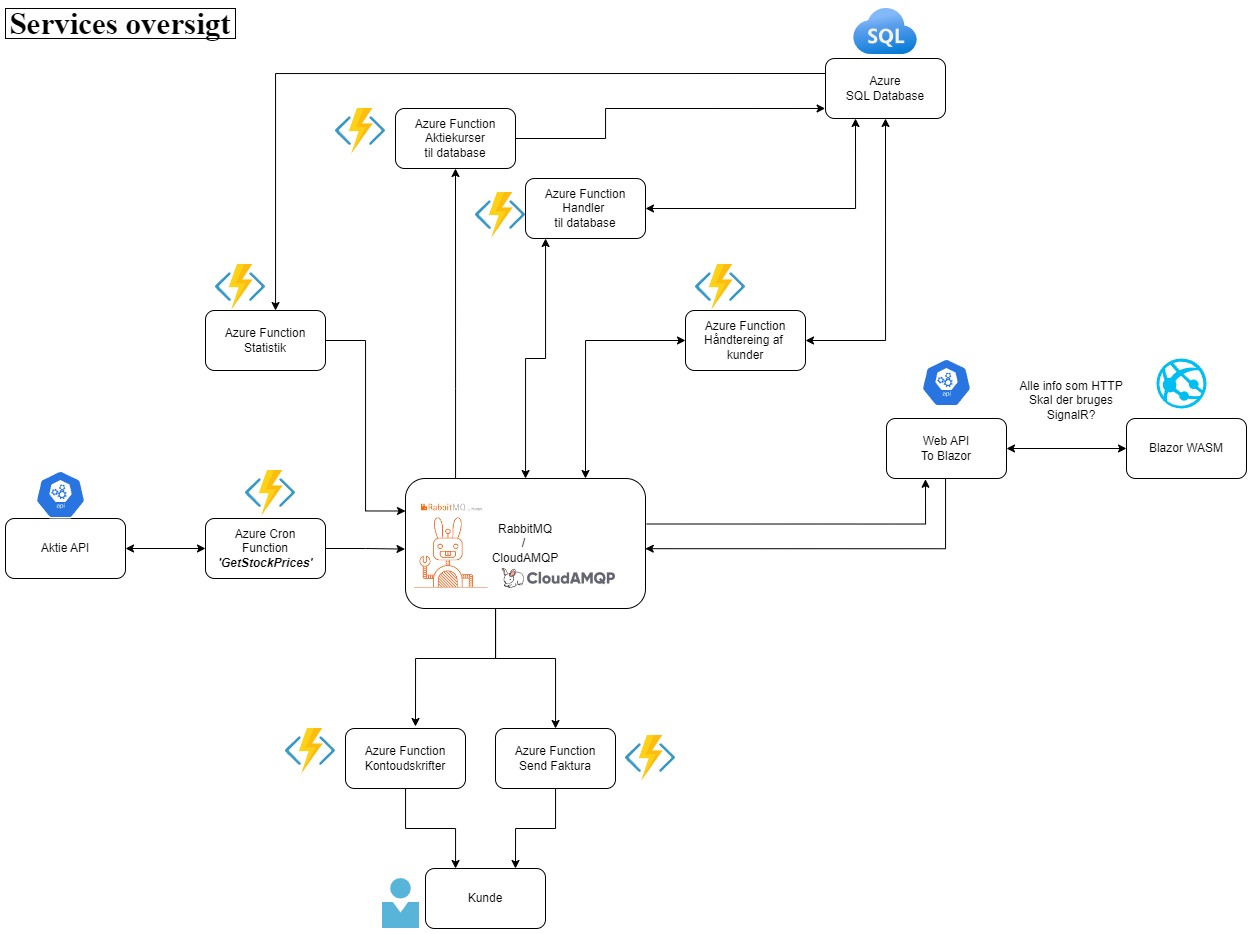 Services oversigt
SQL
Azure
SQL Database
Azure Function
Aktiekurser
til database
Azure Function
Handler
til database
Azure Function
Statistik
Azure Function
Håndtereing af
kunder
api
Web API
To Blazor
Alle info som HTTP
Skal der bruges
SignalR?
Blazor WASM
api
Aktie API
Azure Cron
Function
'GetStockPrices'
RabbitMQ
RabbitMQ
/
CloudAMQP
CloudAMQP
Azure Function
Kontoudskrifter
Azure Function
Send Faktura
Kunde